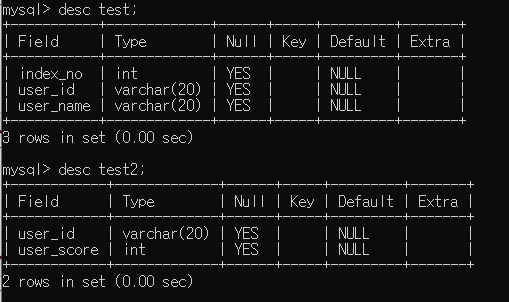 mysql> desc test;
+------------+-------------+------+-----+---------+-------+
| Field      | Type        | Null | Key | Default | Extra |
+------------+-------------+------+-----+---------+-------+
| index_no   | int         | YES  |     | NULL    |       |
| user_id    | varchar(20) | YES  |     | NULL    |       |
| user_name  | varchar(20) | YES  |     | NULL    |       |
+------------+-------------+------+-----+---------+-------+
3 rows in set (0.00 sec)
mysql> desc test2;
+------------+-------------+------+-----+---------+-------+
| Field      | Type        | Null | Key | Default | Extra |
+------------+-------------+------+-----+---------+-------+
| user_id    | varchar(20) | YES  |     | NULL    |       |
| user_score | int         | YES  |     | NULL    |       |
+------------+-------------+------+-----+---------+-------+
2 rows in set (0.00 sec)